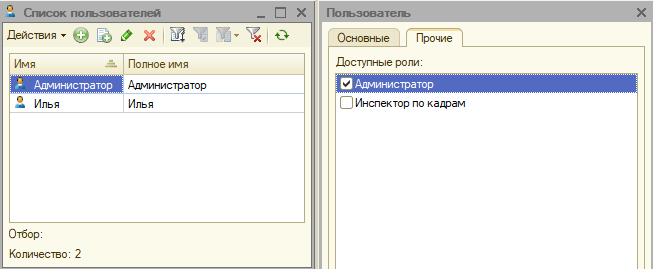 Список пользователей
Действия
Имя
Полное имя
Администратор
Администратор
Илья
Илья
Отбор:
Количество: 2
Пользователь
Основные
Прочие
Доступные роли:
Администратор
Инспектор по кадрам